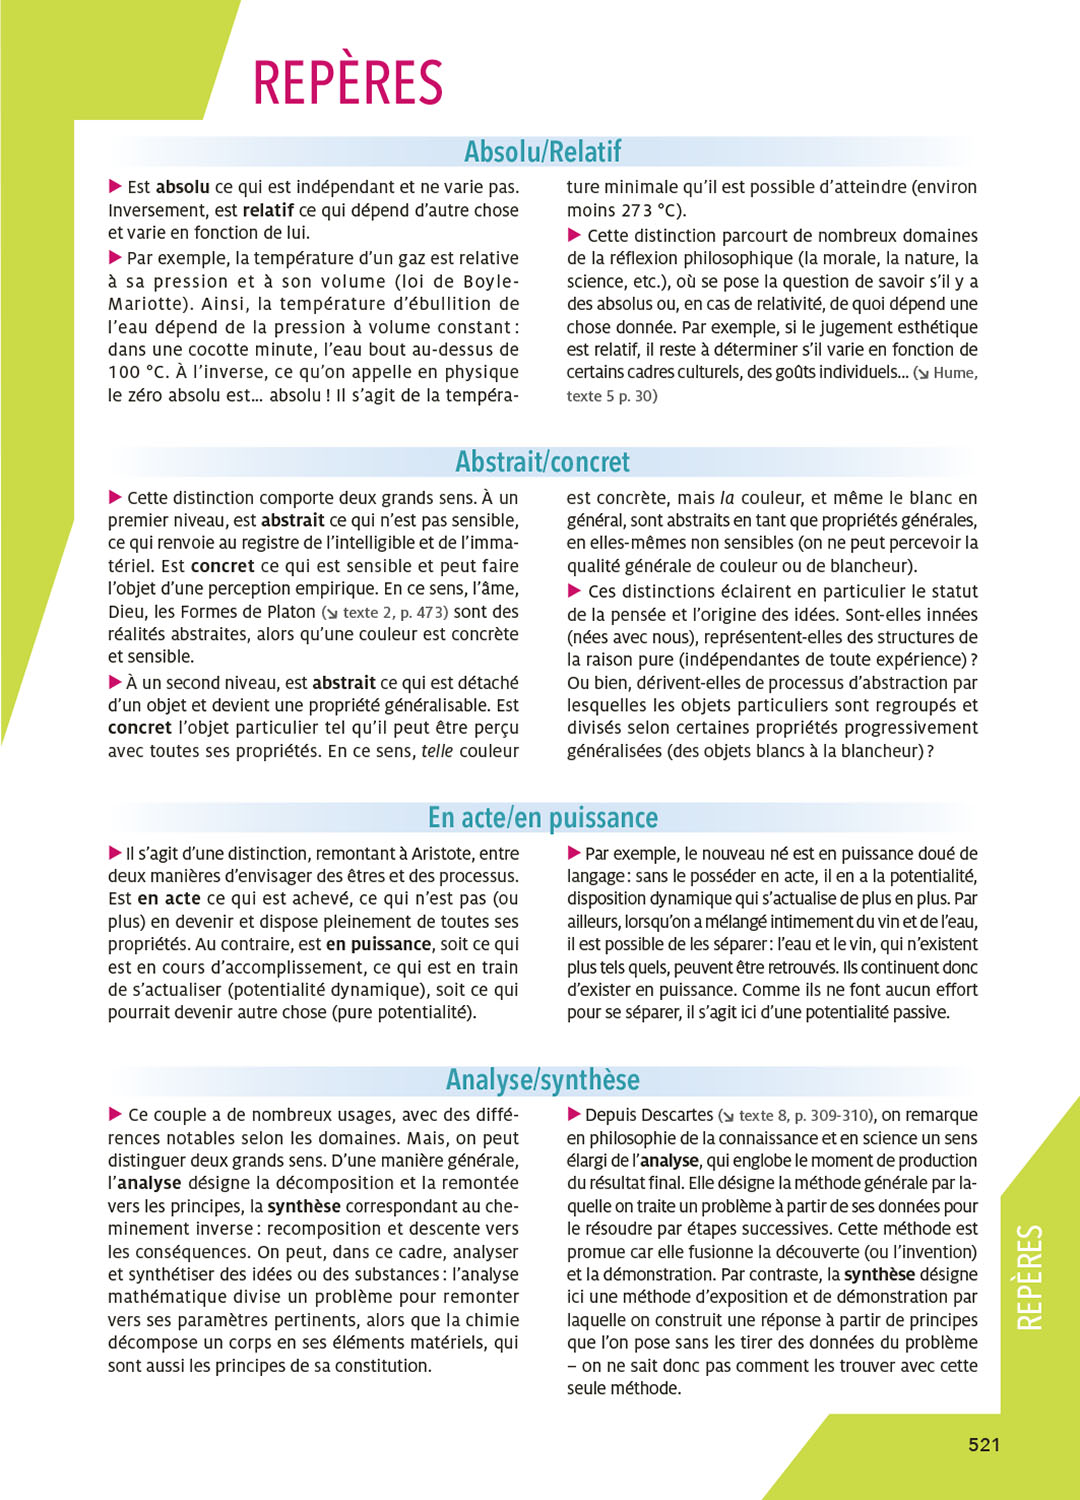 REPÈRES
Absolu/Relatif
▶ Est absolu ce qui est indépendant et ne varie pas.
Inversement, est relatif ce qui dépend d’autre chose
et varie en fonction de lui.
▶ Par exemple, la température d’un gaz est relative
à sa pression et à son volume (loi de Boyle-
Mariotte). Ainsi, la température d’ébullition de
l’eau dépend de la pression à volume constant :
dans une cocotte minute, l’eau bout au-dessus de
100 °C. À l’inverse, ce qu’on appelle en physique
le zéro absolu est... absolu ! Il s’agit de la tempéra-
ture minimale qu’il est possible d’atteindre (environ
moins 273 °C).
▶ Cette distinction parcourt de nombreux domaines
de la réflexion philosophique (la morale, la nature, la
science, etc.), où se pose la question de savoir s’il y a
des absolus ou, en cas de relativité, de quoi dépend une
chose donnée. Par exemple, si le jugement esthétique
est relatif, il reste à déterminer s’il varie en fonction de
certains cadres culturels, des goûts individuels... (↘ Hume,
texte 5 p. 30)
Abstrait/concret
▶ Cette distinction comporte deux grands sens. À un
premier niveau, est abstrait ce qui n’est pas sensible,
ce qui renvoie au registre de l’intelligible et de l’imma-
tériel. Est concret ce qui est sensible et peut faire
l’objet d’une perception empirique. En ce sens, l’âme,
Dieu, les Formes de Platon (↘ texte 2, p. 473) sont des
réalités abstraites, alors qu’une couleur est concrète
et sensible.
▶ À un second niveau, est abstrait ce qui est détaché
d’un objet et devient une propriété généralisable. Est
concret l’objet particulier tel qu’il peut être perçu
avec toutes ses propriétés. En ce sens, telle couleur
est concrète, mais la couleur, et même le blanc en
général, sont abstraits en tant que propriétés générales,
en elles-mêmes non sensibles (on ne peut percevoir la
qualité générale de couleur ou de blancheur).
▶ Ces distinctions éclairent en particulier le statut
de la pensée et l’origine des idées. Sont-elles innées
(nées avec nous), représentent-elles des structures de
la raison pure (indépendantes de toute expérience) ?
Ou bien, dérivent-elles de processus d’abstraction par
lesquelles les objets particuliers sont regroupés et
divisés selon certaines propriétés progressivement
généralisées (des objets blancs à la blancheur) ?
En acte/en puissance
▶ Il s’agit d’une distinction, remontant à Aristote, entre
deux manières d’envisager des êtres et des processus.
Est en acte ce qui est achevé, ce qui n’est pas (ou
plus) en devenir et dispose pleinement de toutes ses
propriétés. Au contraire, est en puissance, soit ce qui
est en cours d’accomplissement, ce qui est en train
de s’actualiser (potentialité dynamique), soit ce qui
pourrait devenir autre chose (pure potentialité).
▶ Par exemple, le nouveau né est en puissance doué de
langage : sans le posséder en acte, il en a la potentialité,
disposition dynamique qui s’actualise de plus en plus. Par
ailleurs, lorsqu’on a mélangé intimement du vin et de l’eau,
il est possible de les séparer : l’eau et le vin, qui n’existent
plus tels quels, peuvent être retrouvés. Ils continuent donc
d’exister en puissance. Comme ils ne font aucun effort
pour se séparer, il s’agit ici d’une potentialité passive.
Analyse/synthèse
▶ Ce couple a de nombreux usages, avec des diffé-
rences notables selon les domaines. Mais, on peut
distinguer deux grands sens. D’une manière générale,
l’analyse désigne la décomposition et la remontée
vers les principes, la synthèse correspondant au che-
minement inverse : recomposition et descente vers
les conséquences. On peut, dans ce cadre, analyser
et synthétiser des idées ou des substances : l’analyse
mathématique divise un problème pour remonter
vers ses paramètres pertinents, alors que la chimie
décompose un corps en ses éléments matériels, qui
sont aussi les principes de sa constitution.
▶ Depuis Descartes (↘ texte 8, p. 309-310), on remarque
en philosophie de la connaissance et en science un sens
élargi de l’analyse, qui englobe le moment de production
du résultat final. Elle désigne la méthode générale par la-
quelle on traite un problème à partir de ses données pour
le résoudre par étapes successives. Cette méthode est
promue car elle fusionne la découverte (ou l’invention)
et la démonstration. Par contraste, la synthèse désigne
ici une méthode d’exposition et de démonstration par
laquelle on construit une réponse à partir de principes
que l’on pose sans les tirer des données du problème
– on ne sait donc pas comment les trouver avec cette
seule méthode.
REPÈRES
521